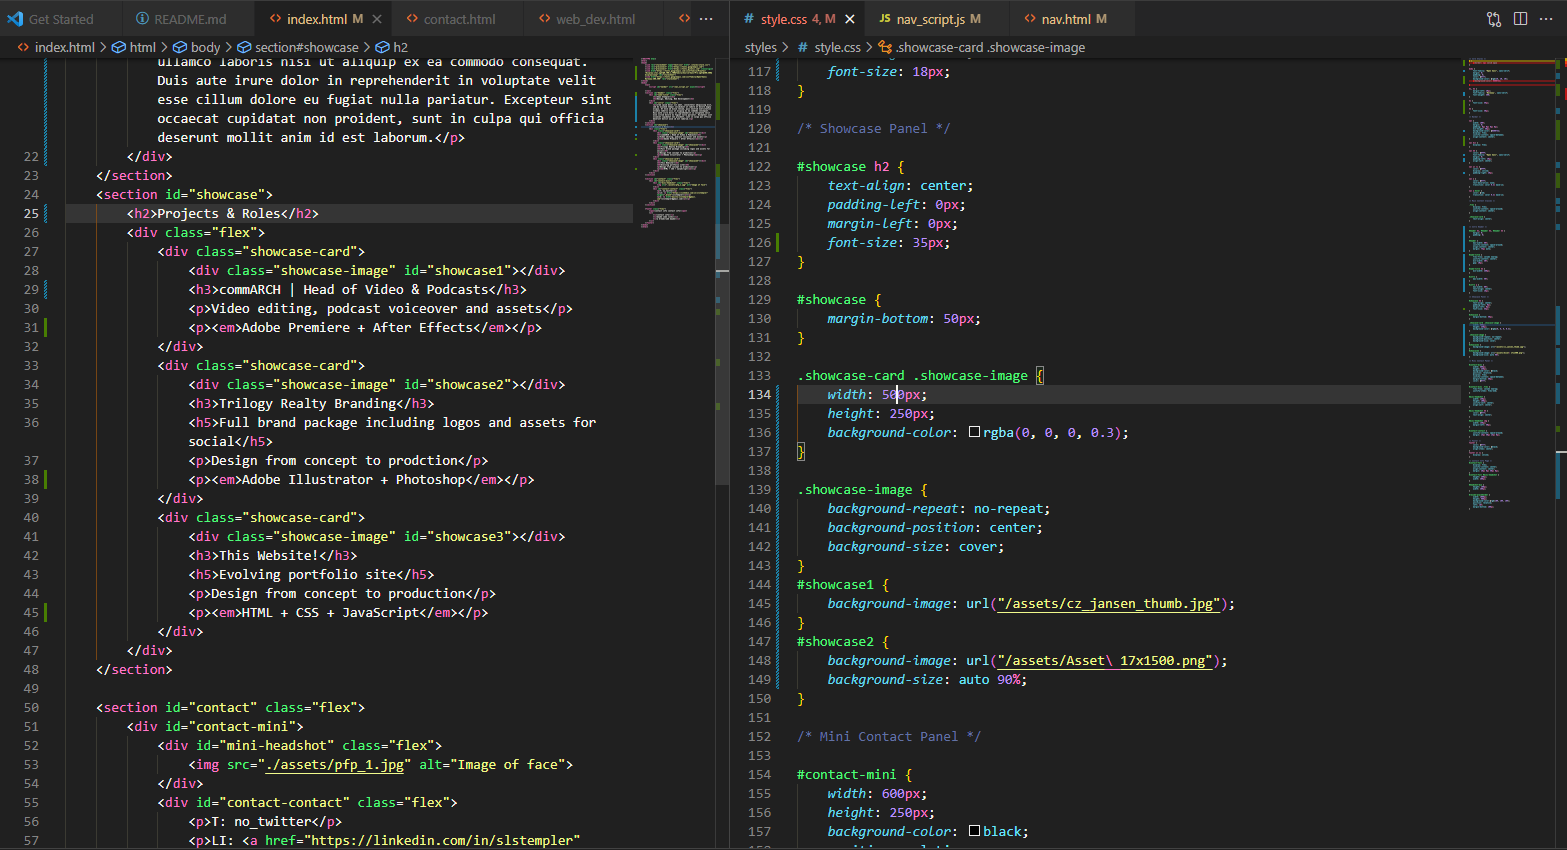 Get Started
README.md
index.html M
contact.html
web_dev.html
style.css 4, M
nav_script.js M
nav.html M
index.html > html > body > section#showcase > h2
ullamco laboris nisi ut aliquip ex ea commodo consequat.
Duis aute irure dolor in reprehenderit in voluptate velit
esse cillum dolore eu fugiat nulla pariatur. Excepteur sint
occaecat cupidatat non proident, sunt in culpa qui officia
deserunt mollit anim id est laborum.</p>
22 </div>
23 </section>
24 <section id="showcase">
25 <h2>Projects & Roles</h2>
26 <div class="flex">
27 <div class="showcase-card">
28 <div class="showcase-image" id="showcase1"></div>
29 <h3>commARCH | Head of Video & Podcasts</h3>
30 <p>Video editing, podcast voiceover and assets</p>
31 <p><em>Adobe Premiere + After Effects</em></p>
32 </div>
33 <div class="showcase-card">
34 <div class="showcase-image" id="showcase2"></div>
35 <h3>Trilogy Realty Branding</h3>
36 <h5>Full brand package including logos and assets for
social</h5>
37 <p>Design from concept to prodction</p>
38 <p><em>Adobe Illustrator + Photoshop</em></p>
39 </div>
40 <div class="showcase-card">
41 <div class="showcase-image" id="showcase3"></div>
42 <h3>This Website!</h3>
43 <h5>Evolving portfolio site</h5>
44 <p>Design from concept to production</p>
45 <p><em>HTML + CSS + JavaScript</em></p>
46 </div>
47 </div>
48 </section>
49
50 <section id="contact" class="flex">
51 <div id="contact-mini">
52 <div id="mini-headshot" class="flex">
53 <img src="./assets/pfp_1.jpg" alt="Image of face">
54 </div>
55 <div id="contact-contact" class="flex">
56 <p>T: no_twitter</p>
57 <p>LI: <a href="https://linkedin.com/in/slstempler"
styles > style.css > .showcase-card .showcase-image
117 font-size: 18px;
118 }
119
120 /* Showcase Panel */
121
122 #showcase h2 {
123 text-align: center;
124 padding-left: 0px;
125 margin-left: 0px;
126 font-size: 35px;
127 }
128
129 #showcase {
130 margin-bottom: 50px;
131 }
132
133 .showcase-card .showcase-image {
134 width: 500px;
135 height: 250px;
136 background-color: rgba(0, 0, 0, 0.3);
137 }
138
139 .showcase-image {
140 background-repeat: no-repeat;
141 background-position: center;
142 background-size: cover;
143 }
144 #showcase1 {
145 background-image: url("/assets/cz_jansen_thumb.jpg");
146 }
147 #showcase2 {
148 background-image: url("/assets/Asset\ 17x1500.png");
149 background-size: auto 90%;
150 }
151
152 /* Mini Contact Panel */
153
154 #contact-mini {
155 width: 600px;
156 height: 250px;
157 background-color: black;